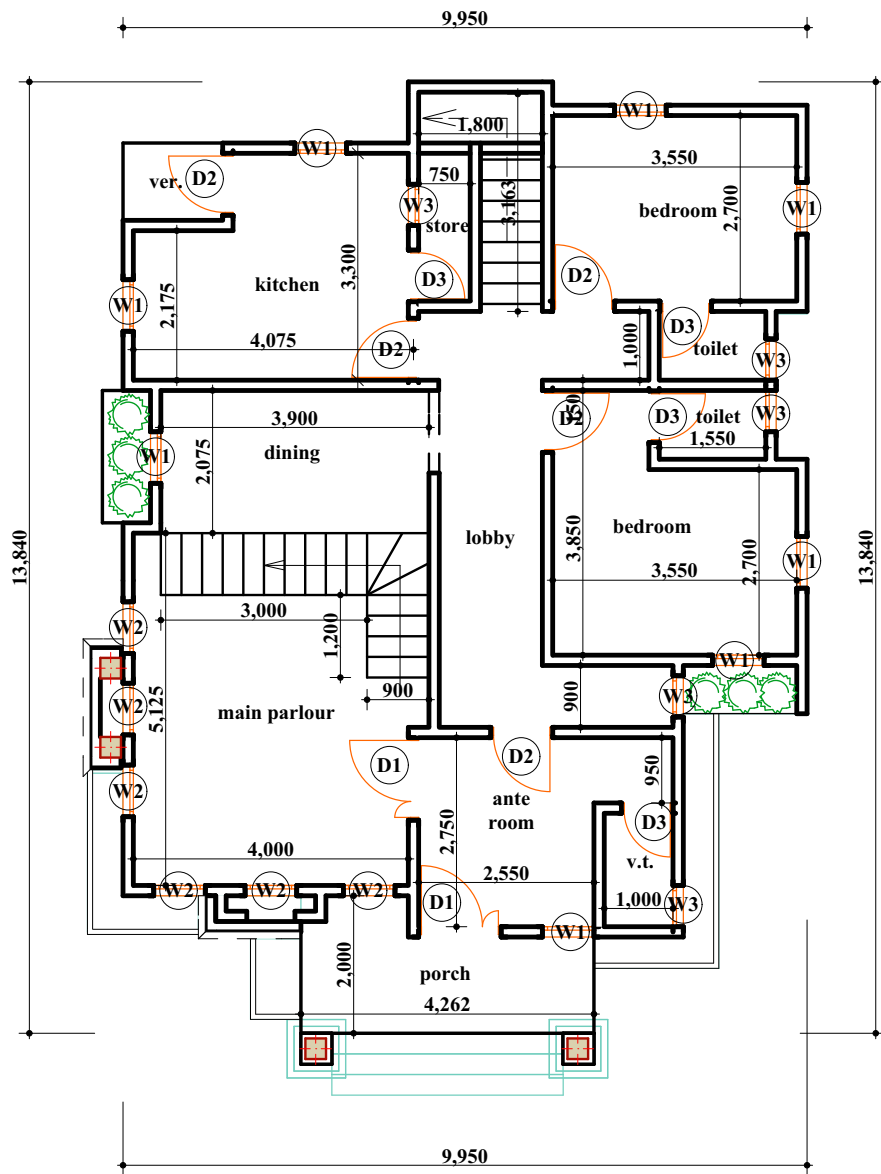 9,950
W1
1,800
3,550
ver.
D2
750
W3
store
3,163
bedroom
2,700
W1
kitchen
3,300
D3
D2
W1
2,175
4,075
D2
1,000
D3
toilet
W3
3,900
150
D2
D3
toilet
W3
1,550
W1
dining
2,075
13,840
lobby
3,850
bedroom
2,700
3,550
W1
13,840
3,000
W2
1,200
900
W1
W3
900
5,125
main parlour
W2
D1
D2
950
W2
ante
room
2,750
D3
4,000
v.t.
2,550
W2
W2
W2
D1
1,000
W3
W1
2,000
porch
4,262
9,950
W1